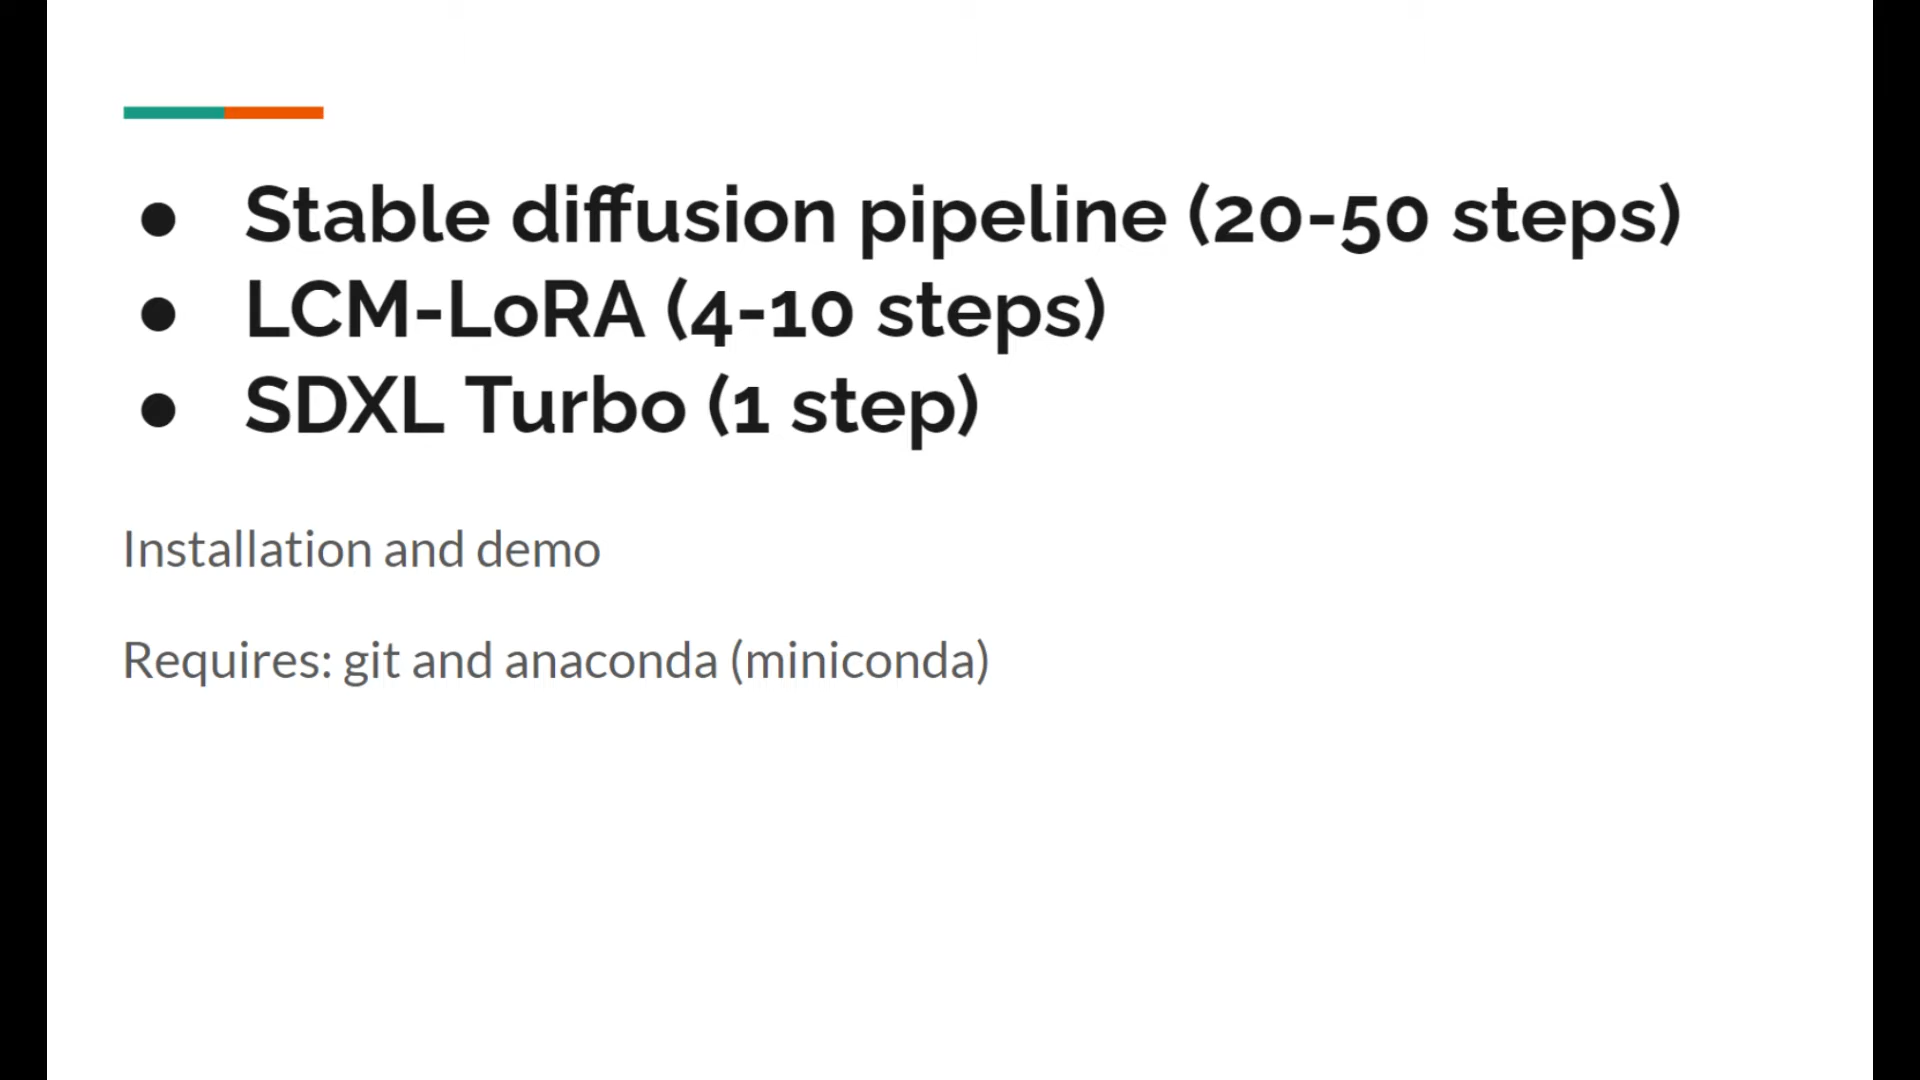 ● Stable diffusion pipeline (20-50 steps)
● LCM-LoRA (4-10 steps)
● SDXL Turbo (1 step)
Installation and demo
Requires: git and anaconda (miniconda)